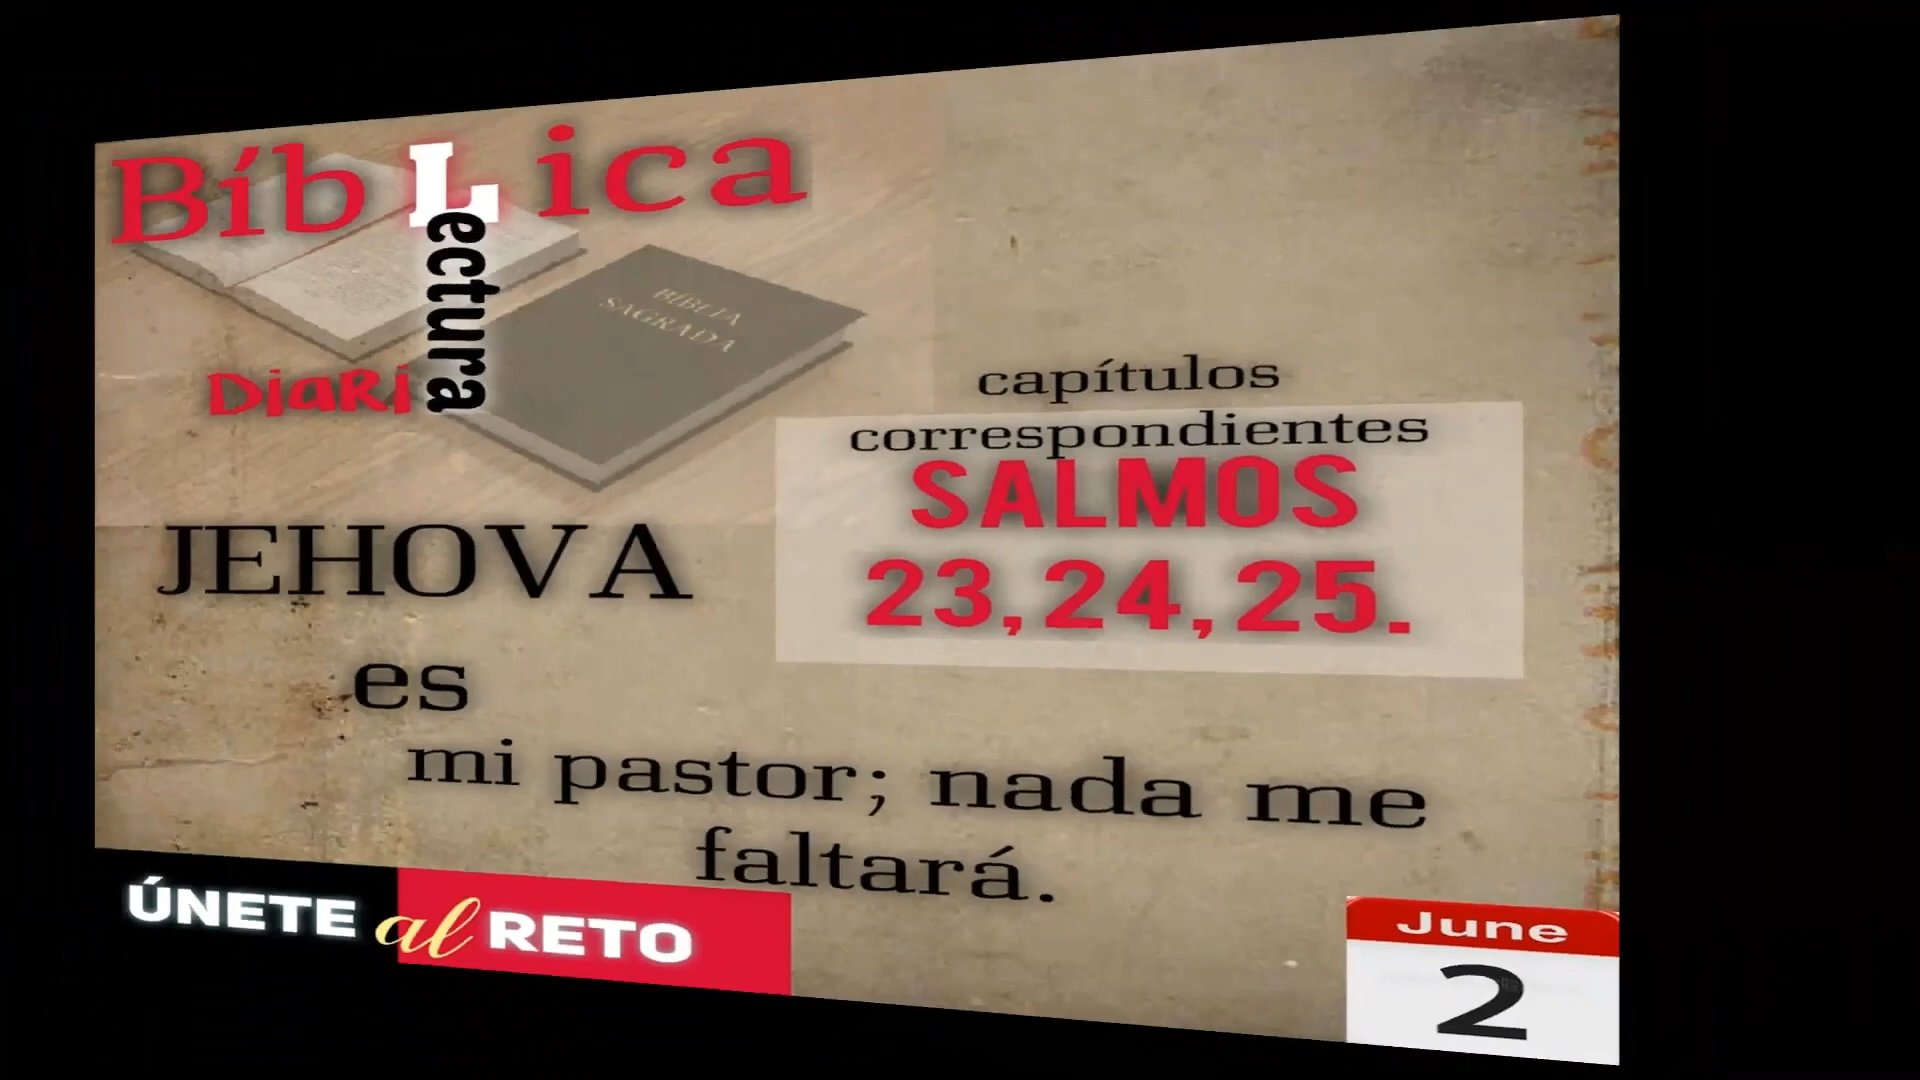 BíbLica
Lectura
DiaRi
BÍBLIA
SAGRADA
capítulos
correspondientes
SALMOS
23,24,25.
JEHOVA
es
mi pastor; nada me
faltará.
ÚNETE al RETO
June
2